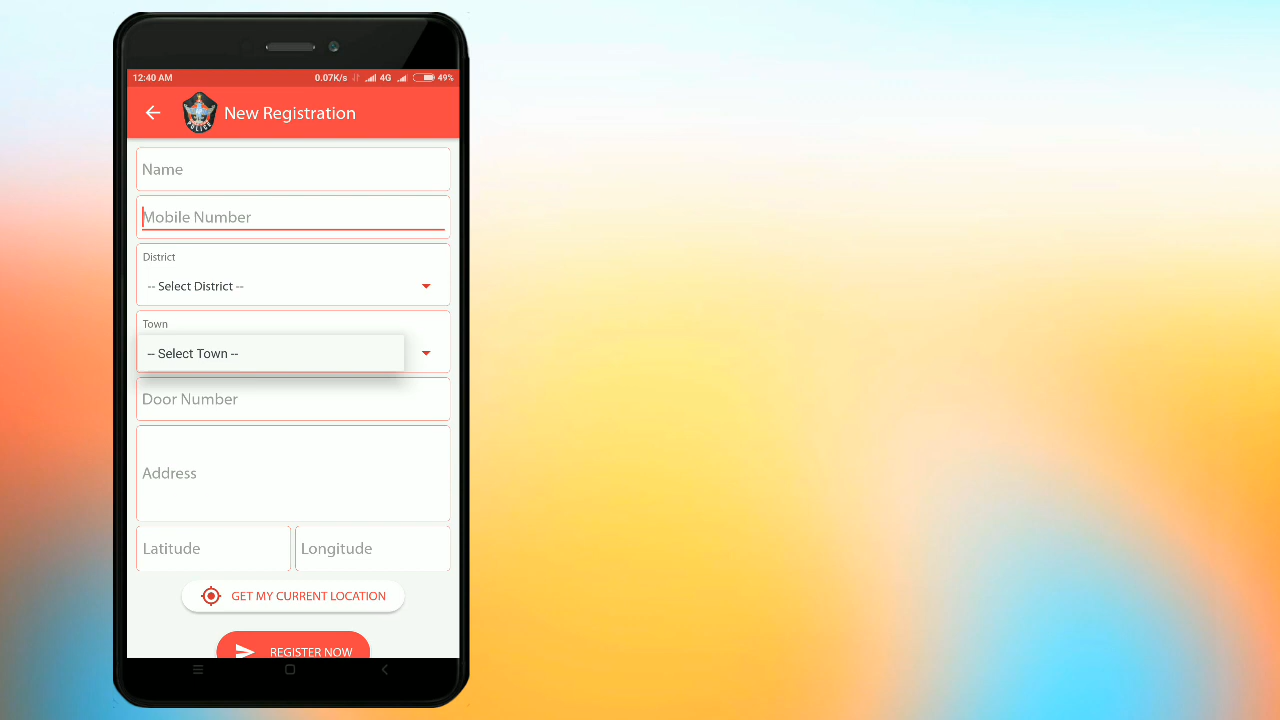 12:40 AM 0.07K/s 4G 49%
POLICE
New Registration
Name
Mobile Number
District
-- Select District --
Town
-- Select Town --
Door Number
Address
Latitude
Longitude
GET MY CURRENT LOCATION
REGISTER NOW